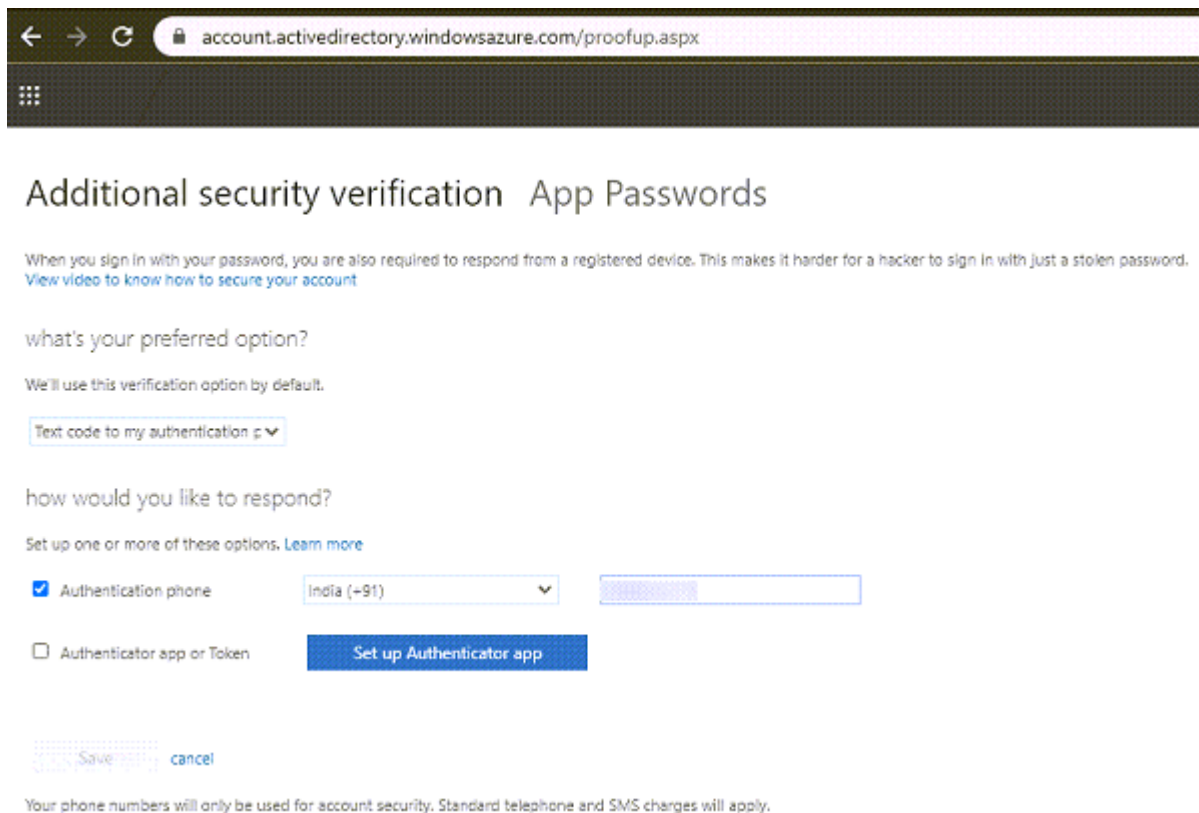 account.activedirectory.windowsazure.com/proofup.aspx
Additional security verification App Passwords
When you sign in with your password, you are also required to respond from a registered device. This makes it harder for a hacker to sign in with just a stolen password.
View video to know how to secure your account
what's your preferred option?
We'll use this verification option by default.
Text code to my authentication p
how would you like to respond?
Set up one or more of these options. Learn more
Authentication phone India (+91)
Authenticator app or Token Set up Authenticator app
Save cancel
Your phone numbers will only be used for account security. Standard telephone and SMS charges will apply.